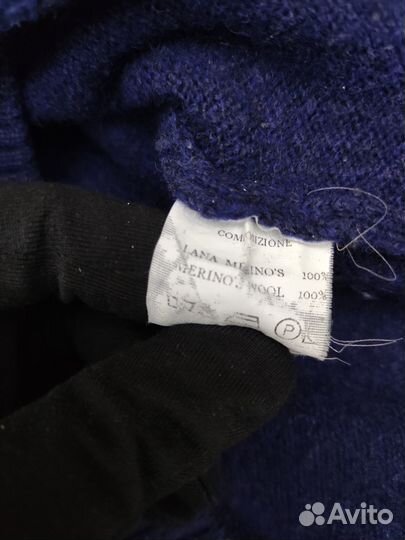 COMPOSIZIONE
LANA MERINO'S 100%
MERINO'S WOOL 100%
P
Avito